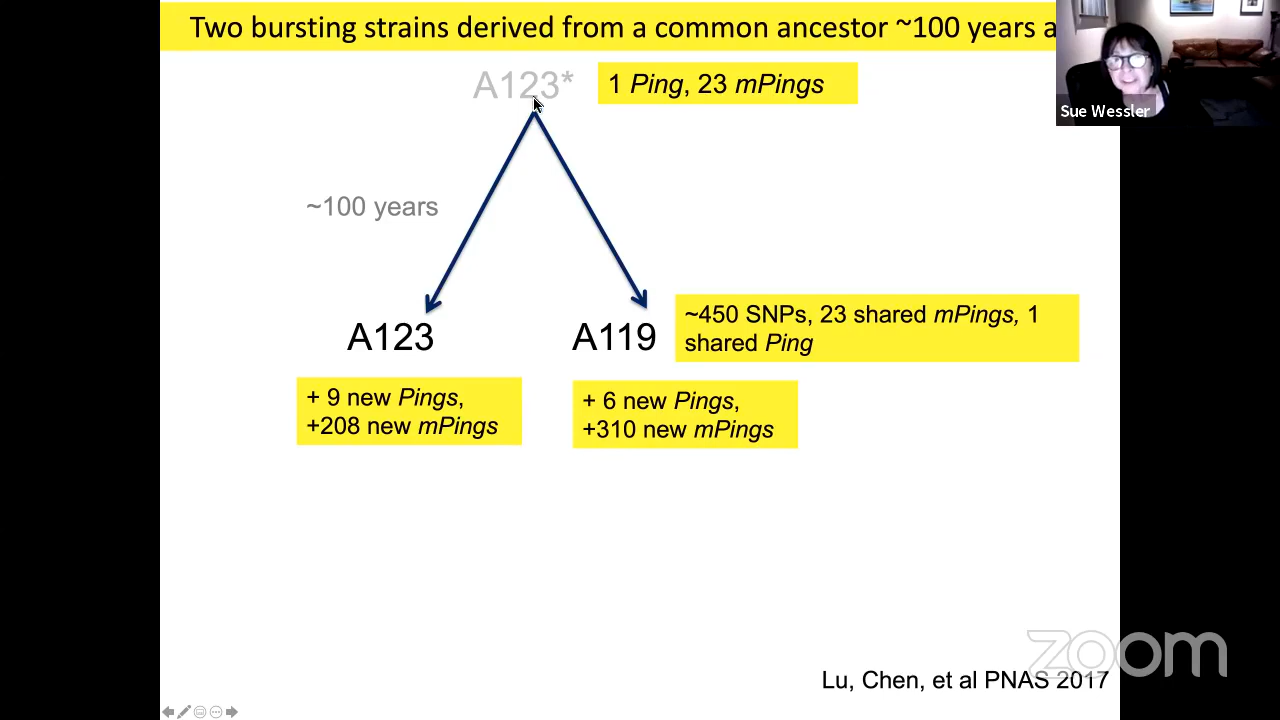 Two bursting strains derived from a common ancestor ~100 years a
Sue Wessler
A123*
1 Ping, 23 mPings
~100 years
A123
A119
~450 SNPs, 23 shared mPings, 1
shared Ping
+ 9 new Pings,
+208 new mPings
+ 6 new Pings,
+310 new mPings
zoom
Lu, Chen, et al PNAS 2017